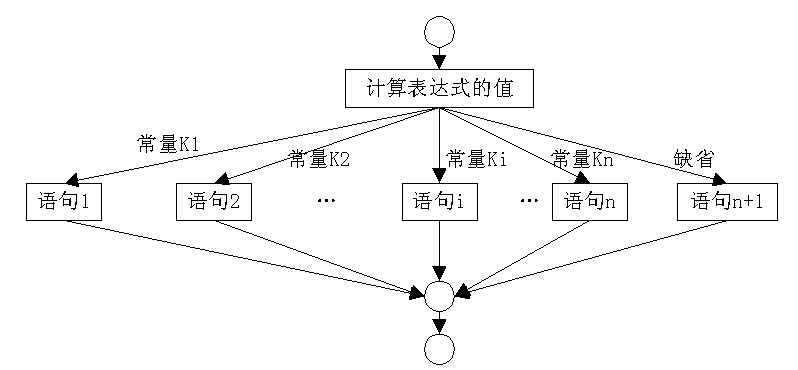 计算表达式的值
常量K1
常量K2
常量Ki
常量Kn
缺省
语句1
语句2
…
语句i
…
语句n
语句n+1